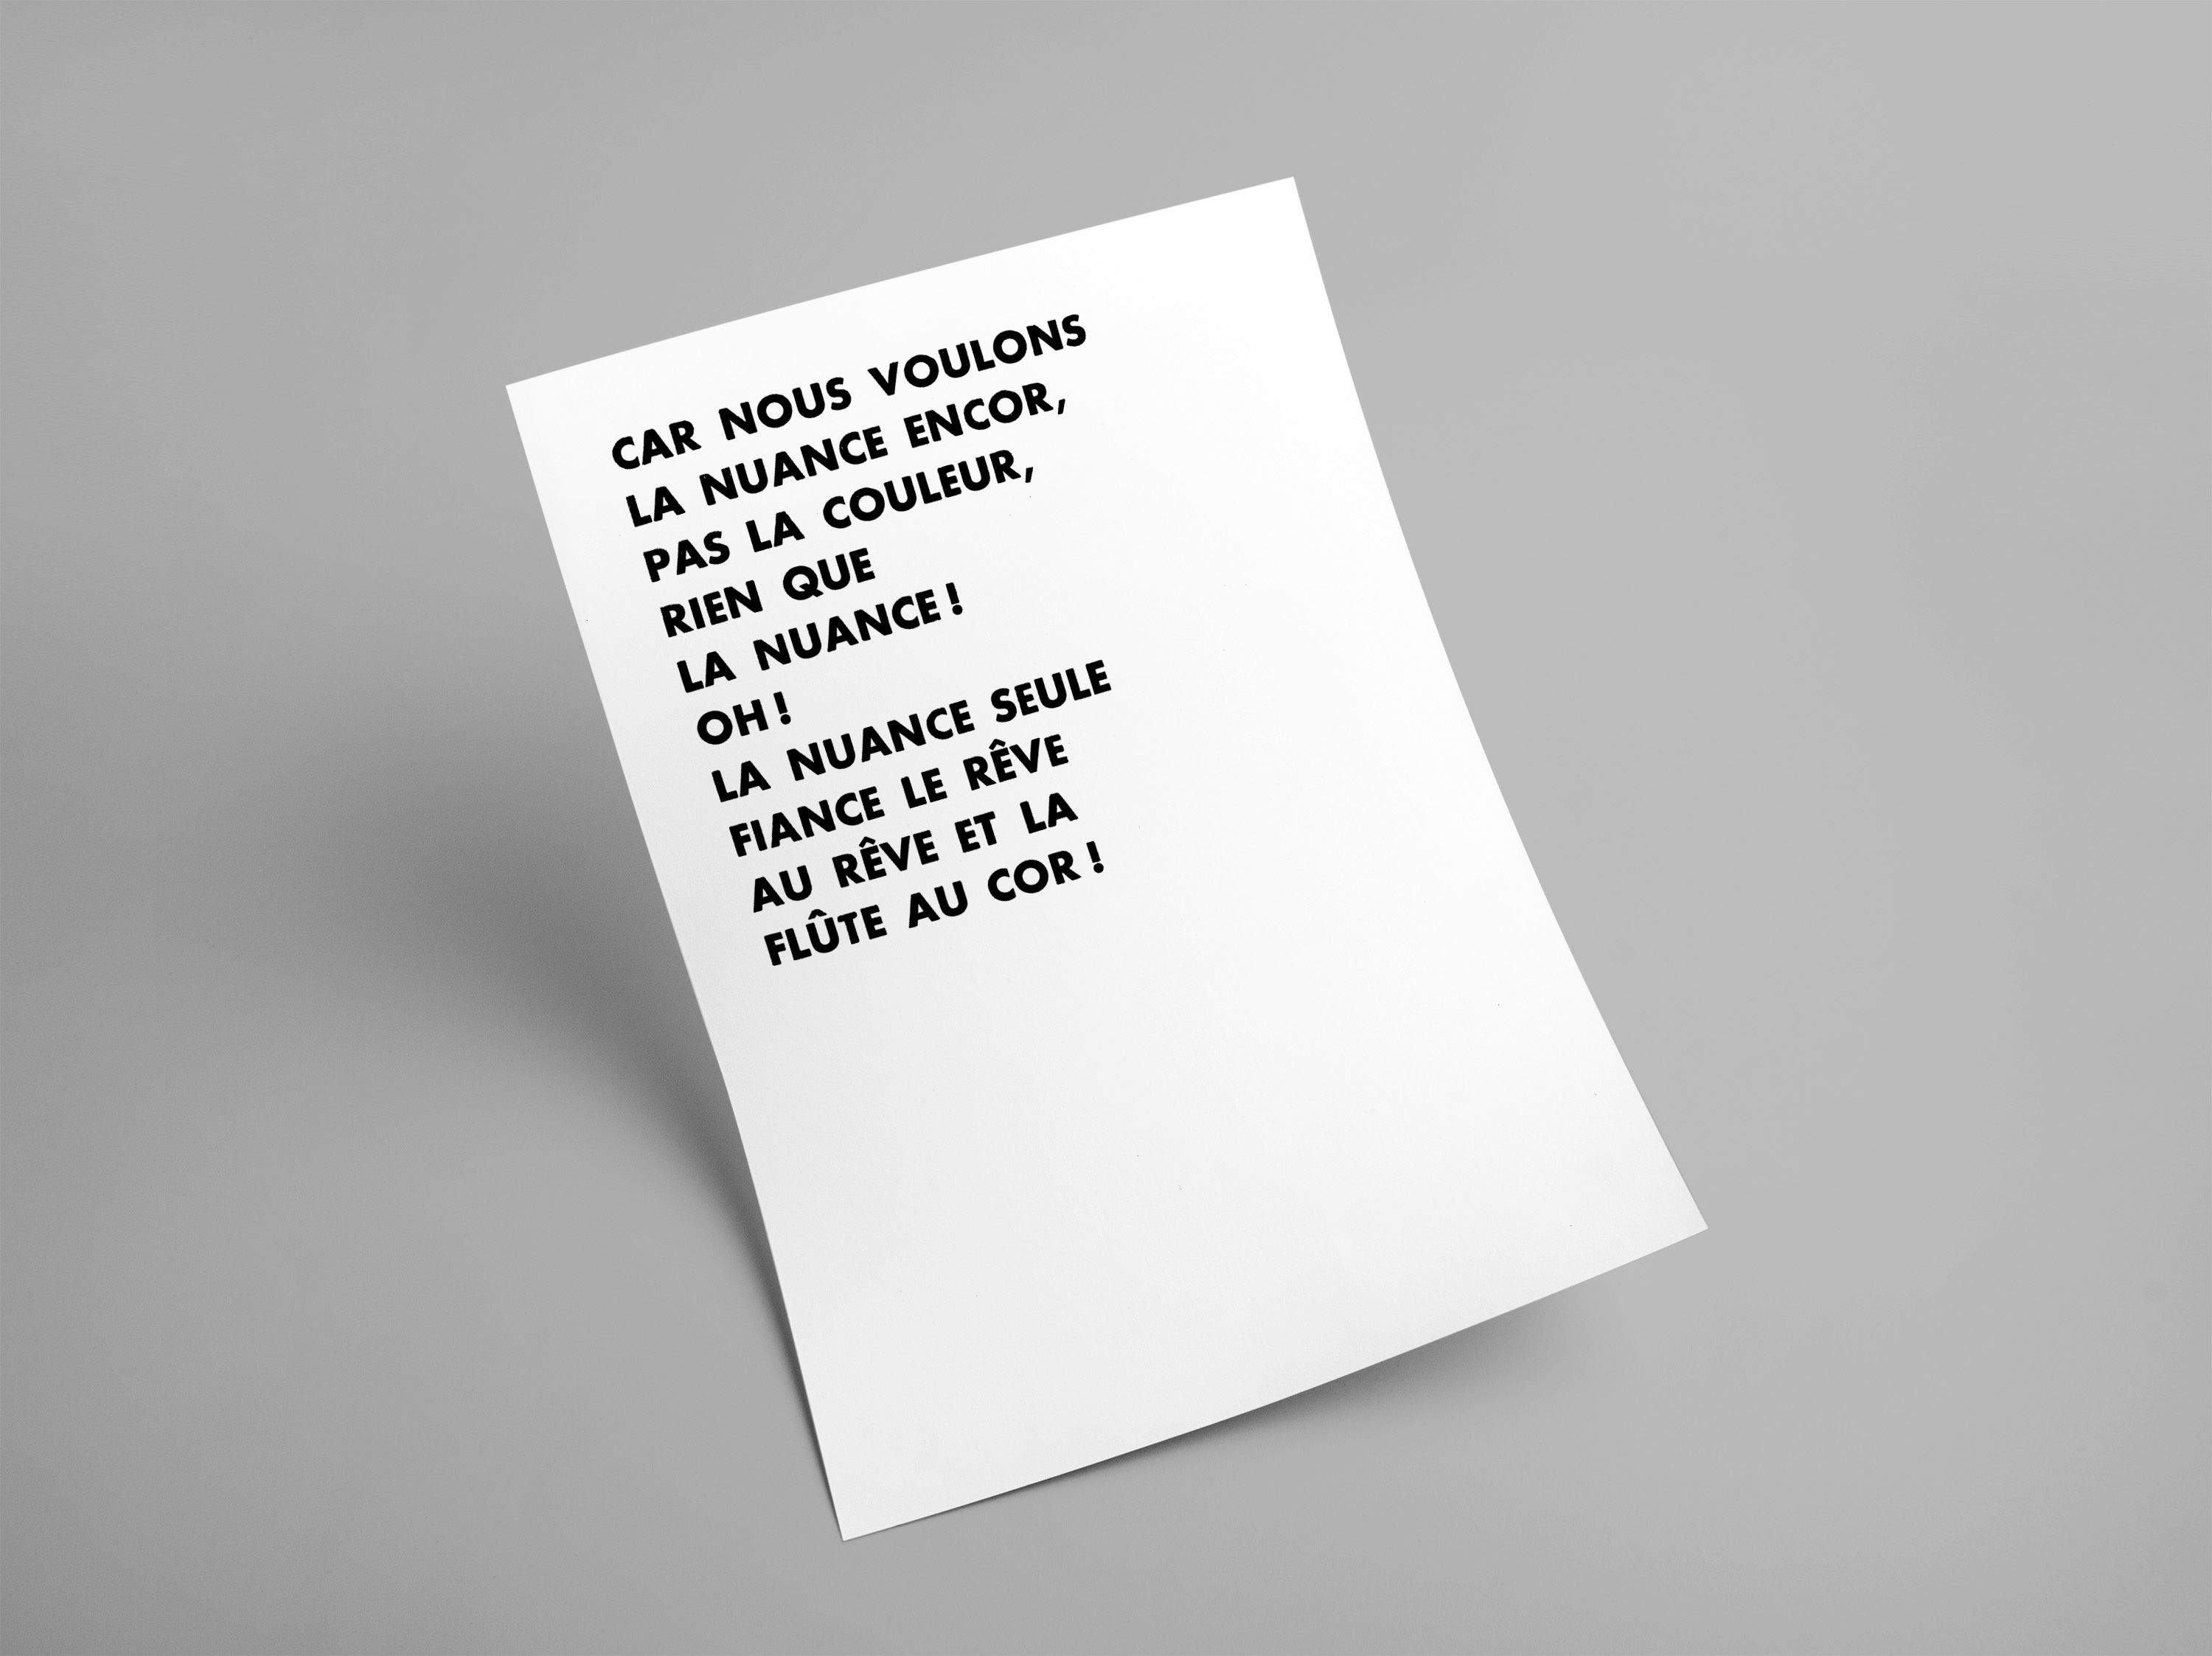 CAR NOUS VOULONS
LA NUANCE ENCOR,
PAS LA COULEUR,
RIEN QUE
LA NUANCE !
OH !
LA NUANCE SEULE
FIANCE LE RÊVE
AU RÊVE ET LA
FLÛTE AU COR !